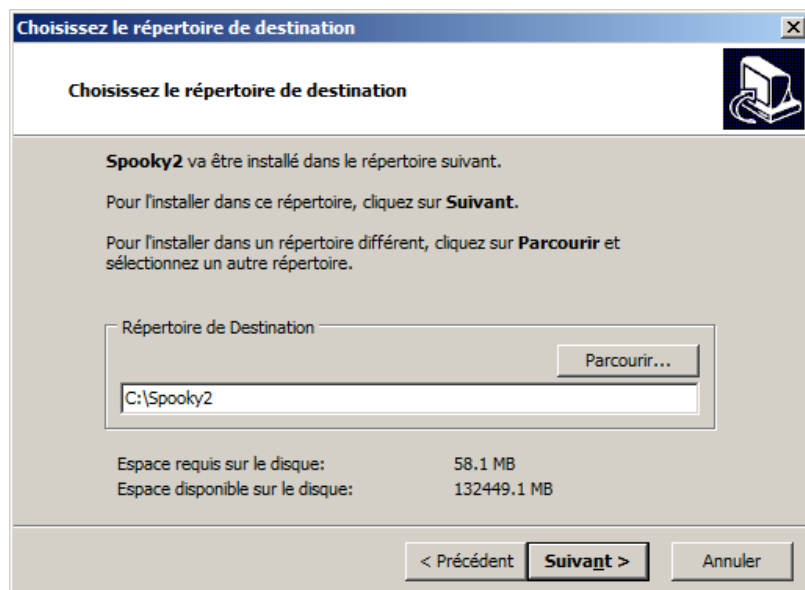 Choisissez le répertoire de destination
Choisissez le répertoire de destination
Spooky2 va être installé dans le répertoire suivant.
Pour l'installer dans ce répertoire, cliquez sur Suivant.
Pour l'installer dans un répertoire différent, cliquez sur Parcourir et
sélectionnez un autre répertoire.
Répertoire de Destination
Parcourir...
C:\Spooky2
Espace requis sur le disque: 58.1 MB
Espace disponible sur le disque: 132449.1 MB
< Précédent Suivant > Annuler